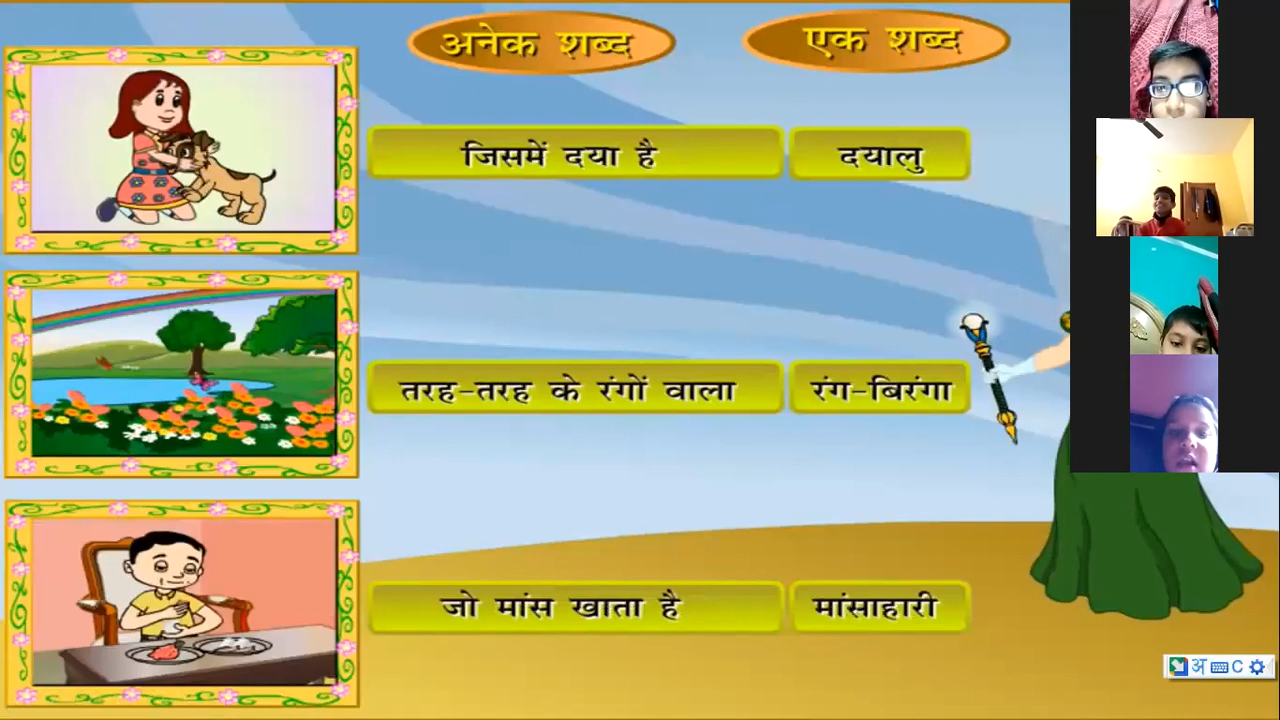 अनेक शब्द
एक शब्द
जिसमें दया है
दयालु
तरह-तरह के रंगों वाला
रंग-बिरंगा
जो मांस खाता है
मांसाहारी
अ C